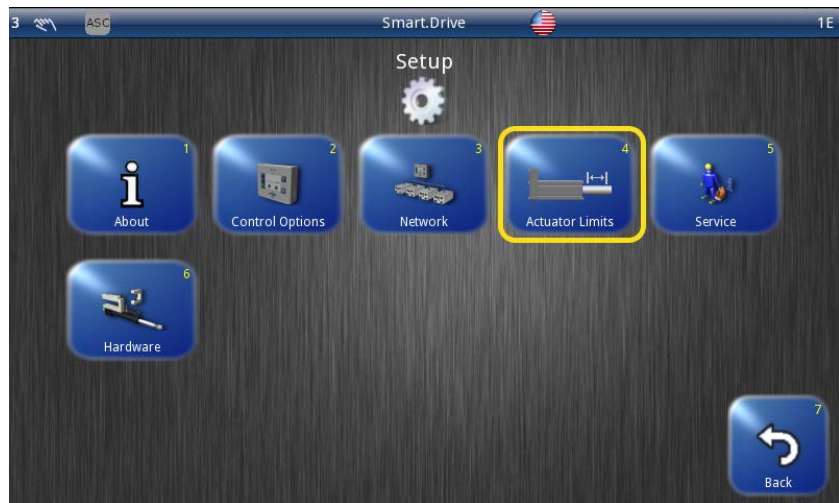 3 ASC Smart.Drive 1E
Setup
1 2 3 4 5
About Control Options Network Actuator Limits Service
6
Hardware
7
Back